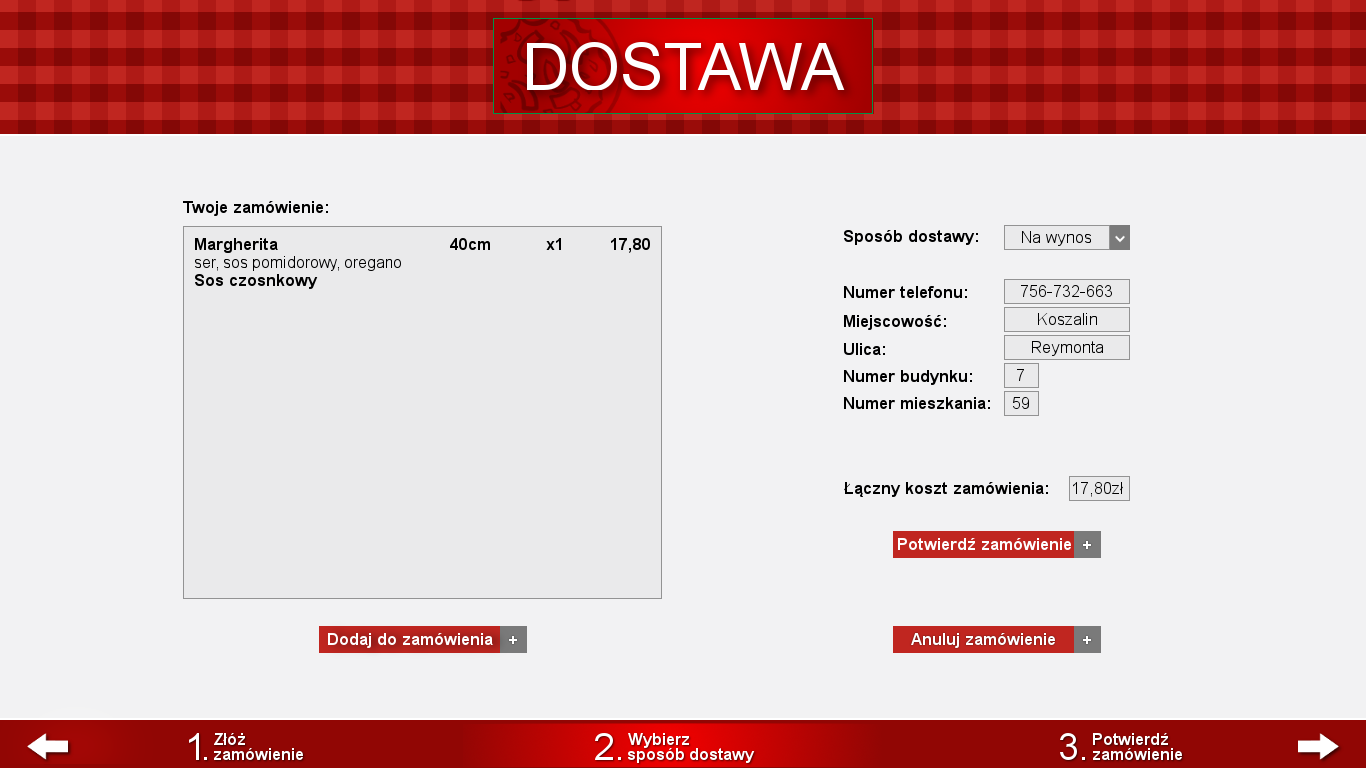 DOSTAWA
Twoje zamówienie:
Margherita 40cm x1 17,80
ser, sos pomidorowy, oregano
Sos czosnkowy
Dodaj do zamówienia +
Sposób dostawy: Na wynos
Numer telefonu: 756-732-663
Miejscowość: Koszalin
Ulica: Reymonta
Numer budynku: 7
Numer mieszkania: 59
Łączny koszt zamówienia: 17,80zł
Potwierdź zamówienie +
Anuluj zamówienie +
1. Złóż
zamówienie
2. Wybierz
sposób dostawy
3. Potwierdź
zamówienie